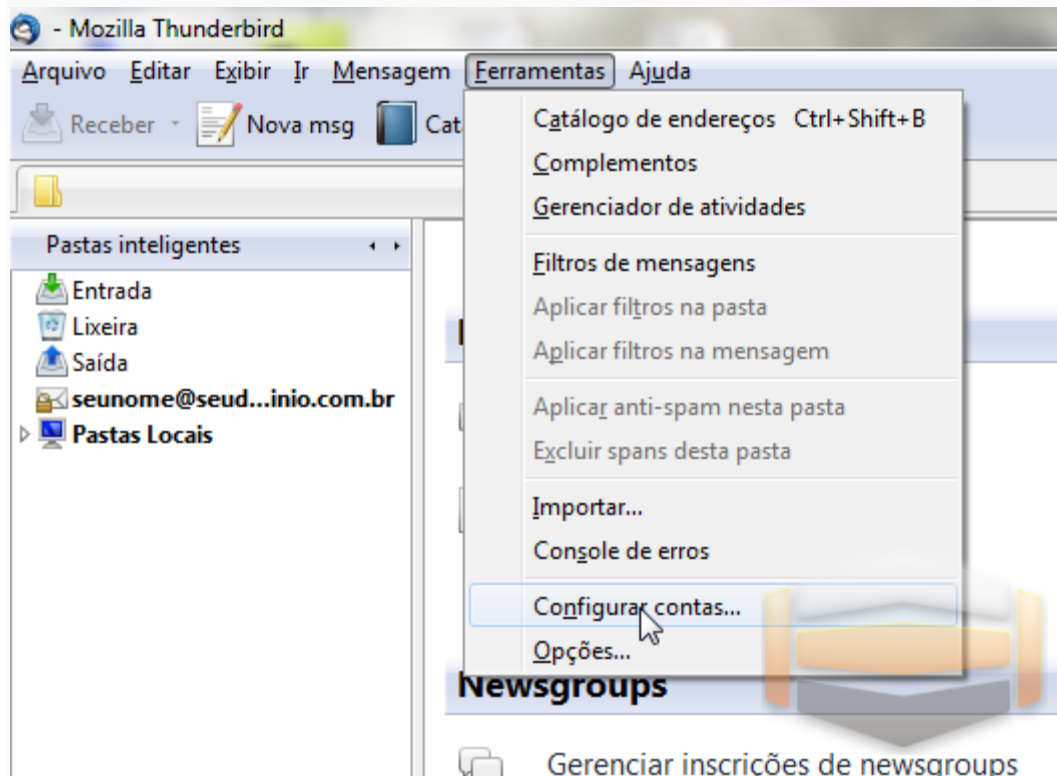 - Mozilla Thunderbird
Arquivo Editar Exibir Ir Mensagem Ferramentas Ajuda
Receber Nova msg
Catálogo de endereços Ctrl+Shift+B
Complementos
Gerenciador de atividades
Pastas inteligentes
Entrada
Lixeira
Saída
seunome@seud...inio.com.br
Pastas Locais
Filtros de mensagens
Aplicar filtros na pasta
Aplicar filtros na mensagem
Aplicar anti-spam nesta pasta
Excluir spans desta pasta
Importar...
Console de erros
Configurar contas...
Opções...
Newsgroups
Gerenciar inscrições de newsgroups